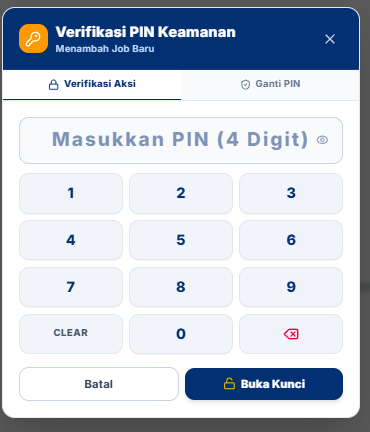 Verifikasi PIN Keamanan
Menambah Job Baru
Verifikasi Aksi
Ganti PIN
Masukkan PIN (4 Digit)
1 2 3
4 5 6
7 8 9
CLEAR 0
Batal
Buka Kunci